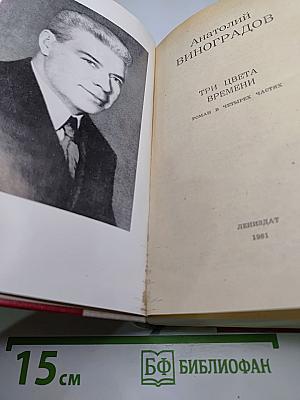 Анатолий
ВИНОГРАДОВ
ТРИ ЦВЕТА
ВРЕМЕНИ
РОМАН В ЧЕТЫРЕХ ЧАСТЯХ
ЛЕНИЗДАТ
1981
15 см
БФ БИБЛИОФАН